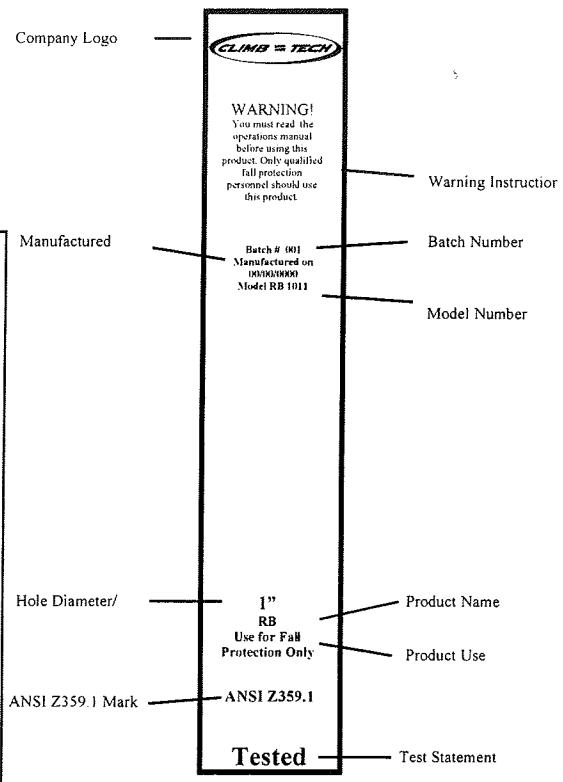 Company Logo
CLIMB TECH
WARNING!
You must read the
operations manual
before using this
product. Only qualified
fall protection
personnel should use
this product.
Warning Instruction
Manufactured
Batch # 001
Manufactured on
00/00/0000
Model RB 1011
Batch Number
Model Number
Hole Diameter/
1”
RB
Use for Fall
Protection Only
Product Name
Product Use
ANSI Z359.1 Mark
ANSI Z359.1
Tested
Test Statement